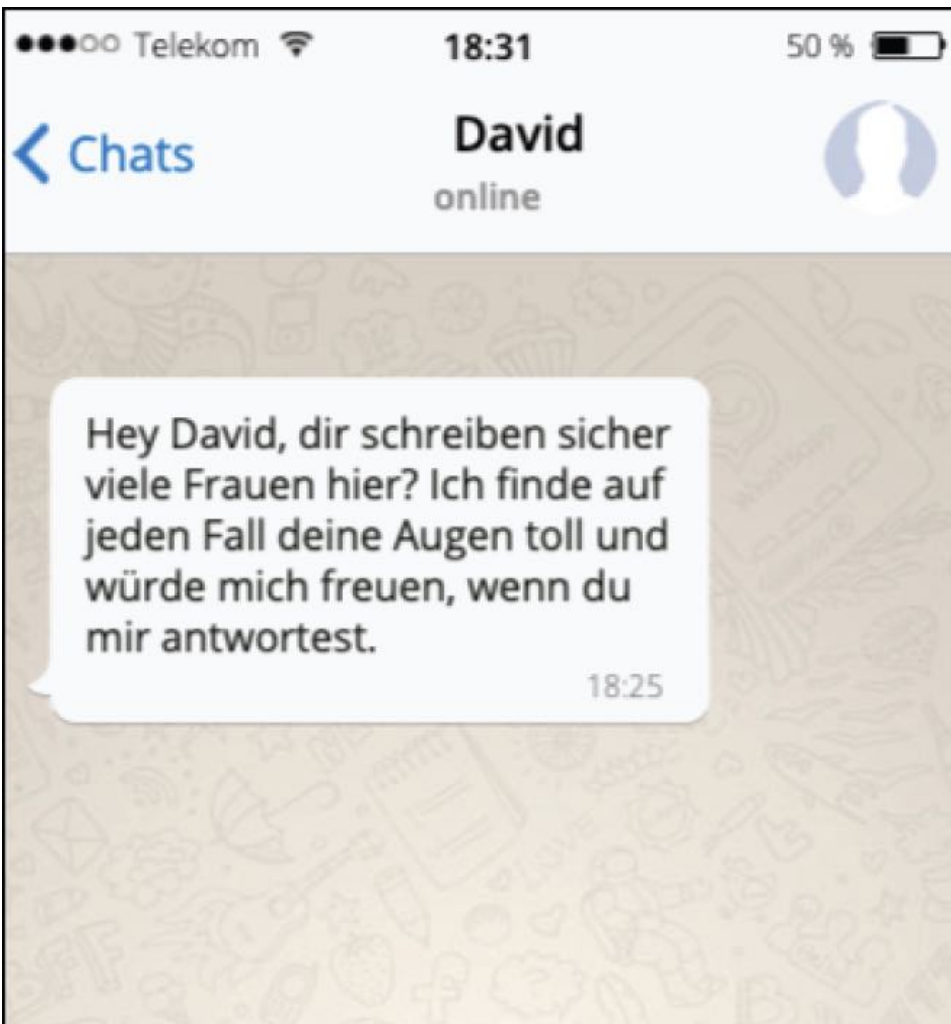 Telekom 18:31 50 %
Chats David
online
Hey David, dir schreiben sicher
viele Frauen hier? Ich finde auf
jeden Fall deine Augen toll und
würde mich freuen, wenn du
mir antwortest.
18:25